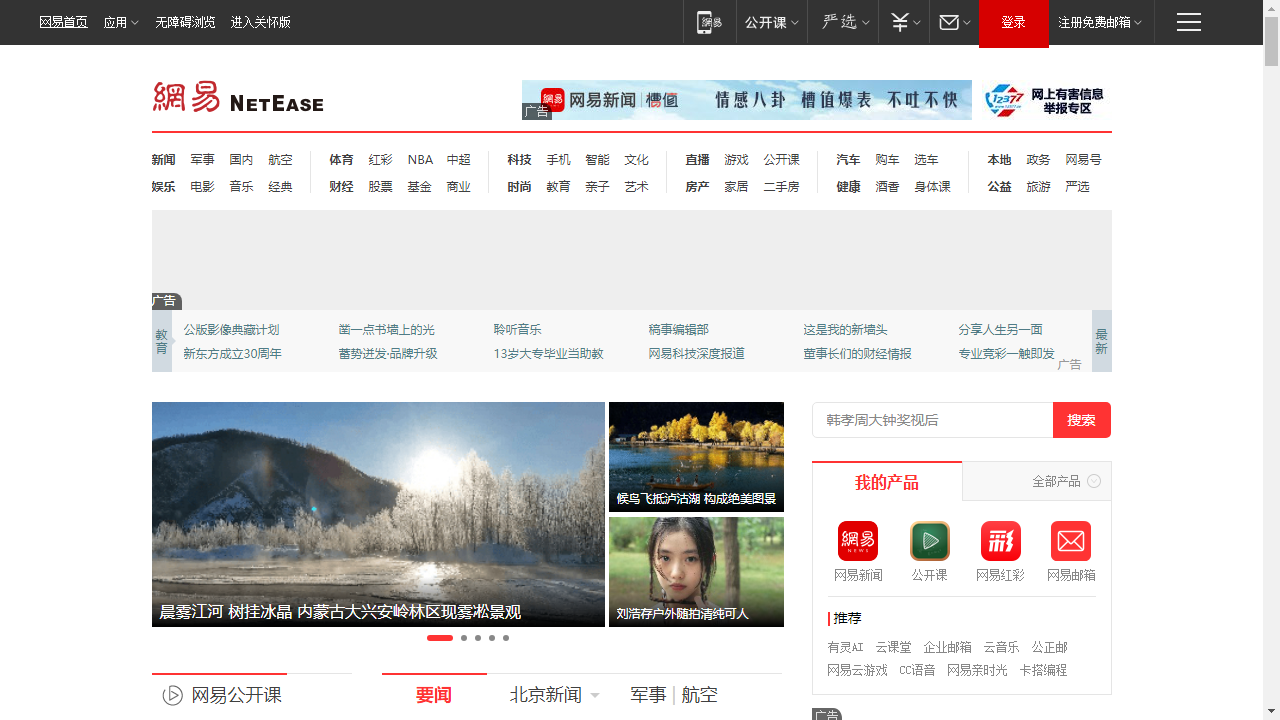 网易首页 应用 无障碍浏览 进入关怀版 網易 公开课 严选 登录 注册免费邮箱
網易 NETEASE
網易 网易新闻 槽值 情感八卦 槽值爆表 不吐不快
广告
12377 网上有害信息
举报专区
新闻 军事 国内 航空 体育 红彩 NBA 中超 科技 手机 智能 文化 直播 游戏 公开课 汽车 购车 选车 本地 政务 网易号
娱乐 电影 音乐 经典 财经 股票 基金 商业 时尚 教育 亲子 艺术 房产 家居 二手房 健康 酒香 身体课 公益 旅游 严选
广告
教育
公版影像典藏计划 凿一点书墙上的光 聆听音乐 稿事编辑部 这是我的新墙头 分享人生另一面
新东方成立30周年 蓄势迸发·品牌升级 13岁大专毕业当助教 网易科技深度报道 董事长们的财经情报 专业竞彩一触即发
广告
最新
晨雾江河 树挂冰晶 内蒙古大兴安岭林区现雾凇景观
候鸟飞抵泸沽湖 构成绝美图景
刘浩存户外随拍清纯可人
韩孝周大钟奖视后 搜索
我的产品 全部产品
網易 NEWS 彩
网易新闻 公开课 网易红彩 网易邮箱
推荐
有灵AI 云课堂 企业邮箱 云音乐 公正邮
网易云游戏 CC语音 网易亲时光 卡搭编程
网易公开课 要闻 北京新闻 军事 航空
广告